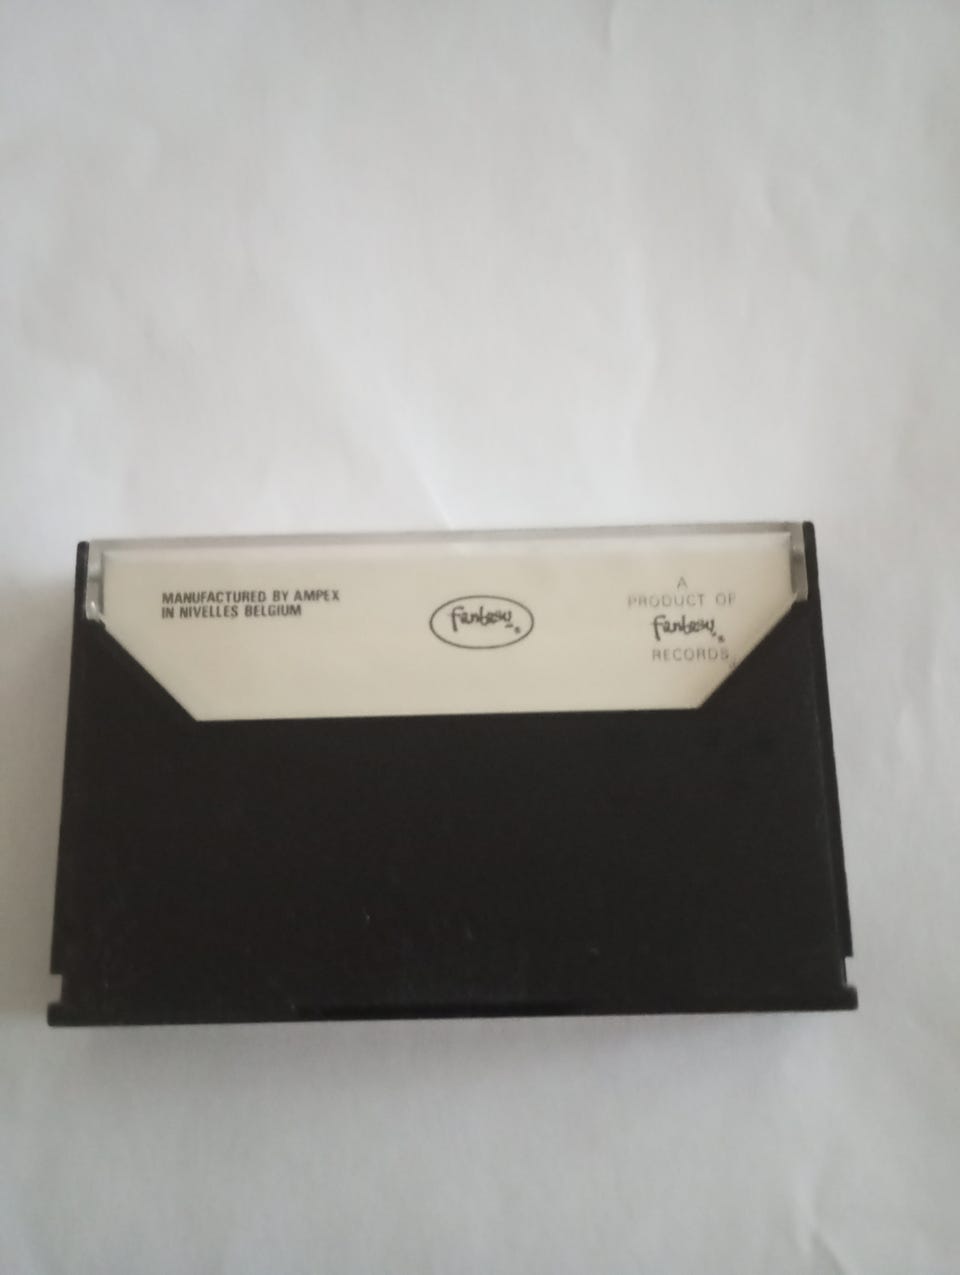 MANUFACTURED BY AMPEX
IN NIVELLES BELGIUM
fantasy
A
PRODUCT OF
fantasy
RECORDS